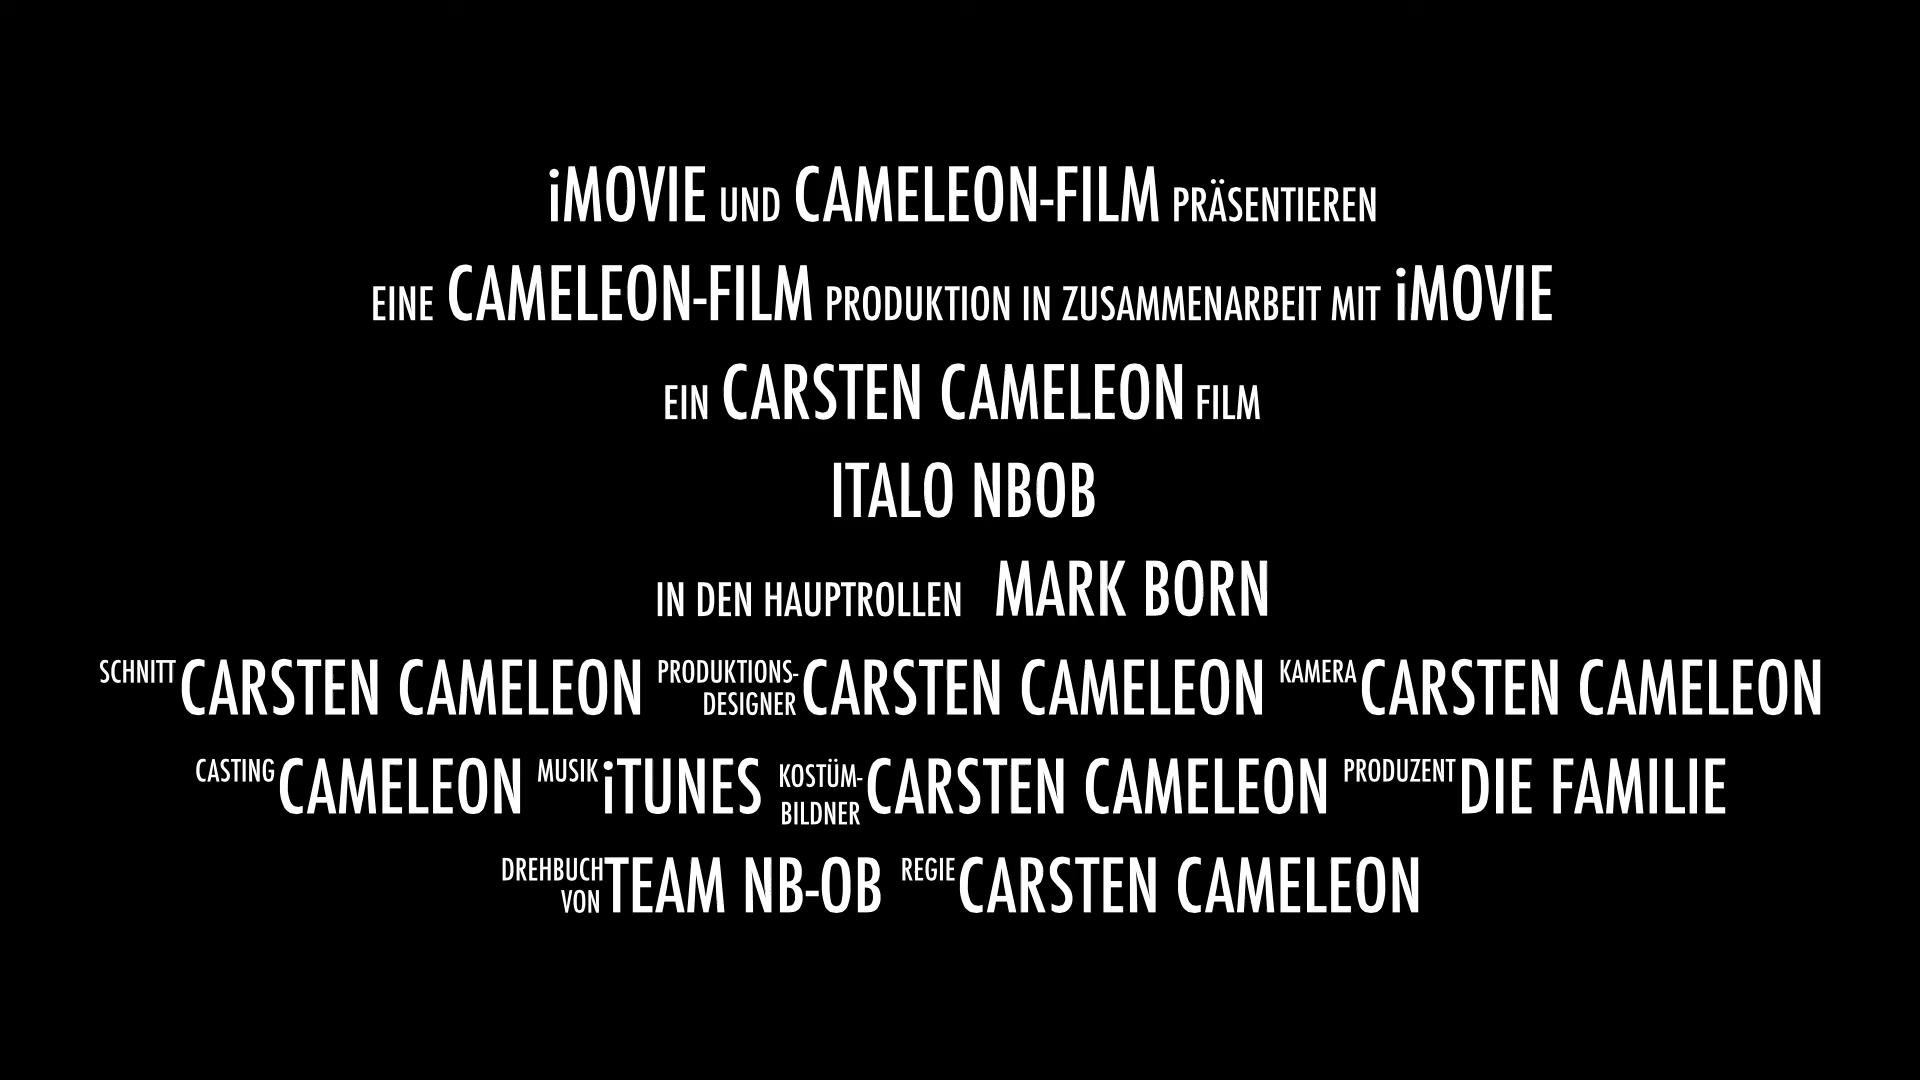 iMOVIE UND CAMELEON-FILM PRÄSENTIEREN
EINE CAMELEON-FILM PRODUKTION IN ZUSAMMENARBEIT MIT iMOVIE
EIN CARSTEN CAMELEON FILM
ITALO NBOB
IN DEN HAUPTROLLEN MARK BORN
SCHNITT CARSTEN CAMELEON PRODUKTIONS-DESIGNER CARSTEN CAMELEON KAMERA CARSTEN CAMELEON
CASTING CAMELEON MUSIK iTUNES KOSTÜM-BILDNER CARSTEN CAMELEON PRODUZENT DIE FAMILIE
DREHBUCH VON TEAM NB-OB REGIE CARSTEN CAMELEON